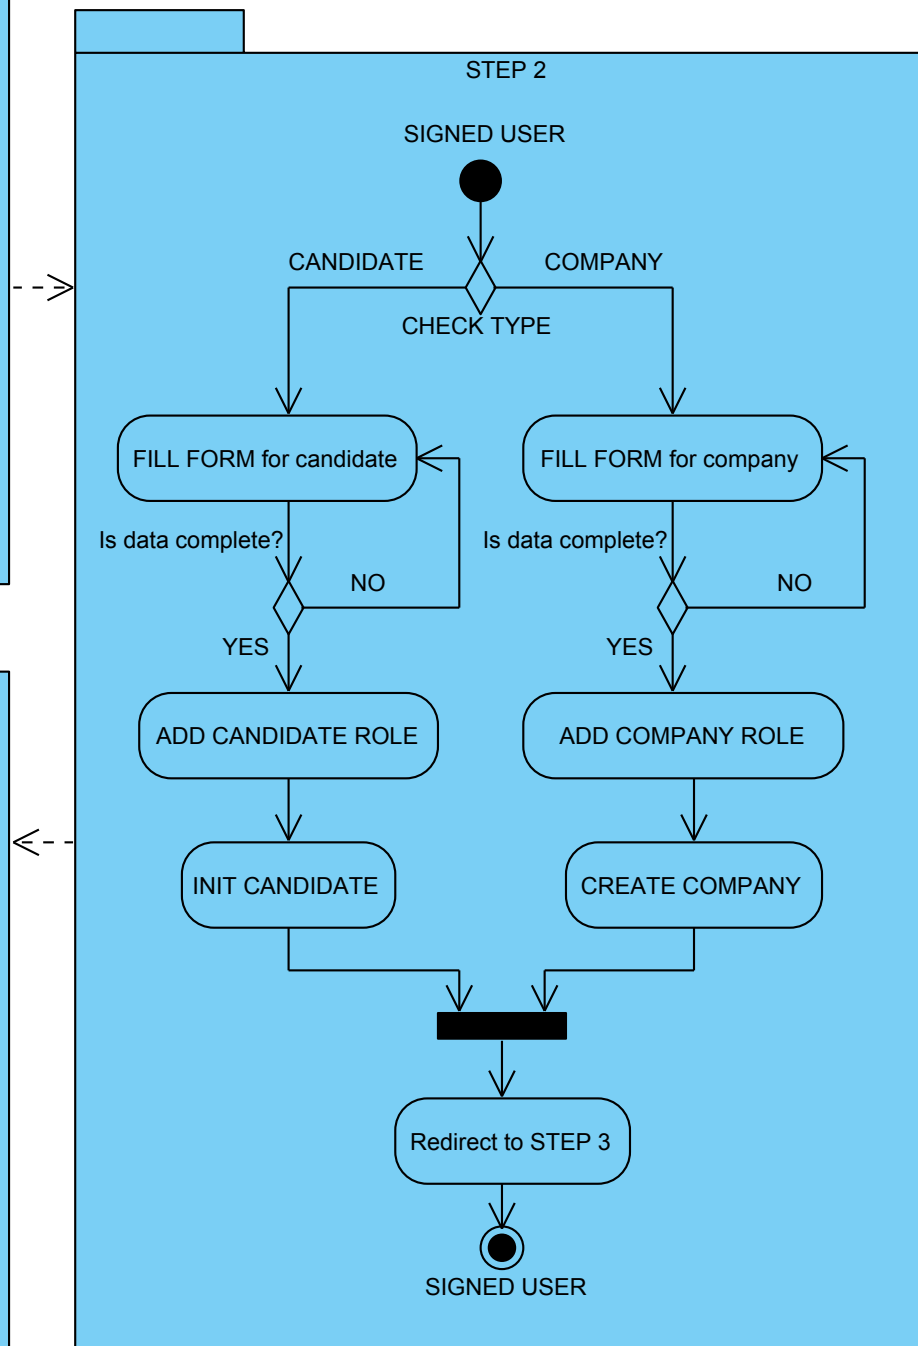 STEP 2
SIGNED USER
CANDIDATE
COMPANY
CHECK TYPE
FILL FORM for candidate
FILL FORM for company
Is data complete?
Is data complete?
NO
NO
YES
YES
ADD CANDIDATE ROLE
ADD COMPANY ROLE
INIT CANDIDATE
CREATE COMPANY
Redirect to STEP 3
SIGNED USER